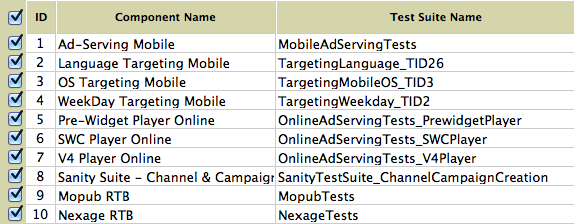 ID Component Name Test Suite Name
1 Ad-Serving Mobile MobileAdServingTests
2 Language Targeting Mobile TargetingLanguage_TID26
3 OS Targeting Mobile TargetingMobileOS_TID3
4 WeekDay Targeting Mobile TargetingWeekday_TID2
5 Pre-Widget Player Online OnlineAdServingTests_PrewidgetPlayer
6 SWC Player Online OnlineAdServingTests_SWCPlayer
7 V4 Player Online OnlineAdServingTests_V4Player
8 Sanity Suite - Channel & Campaign SanityTestSuite_ChannelCampaignCreation
9 Mopub RTB MopubTests
10 Nexage RTB NexageTests